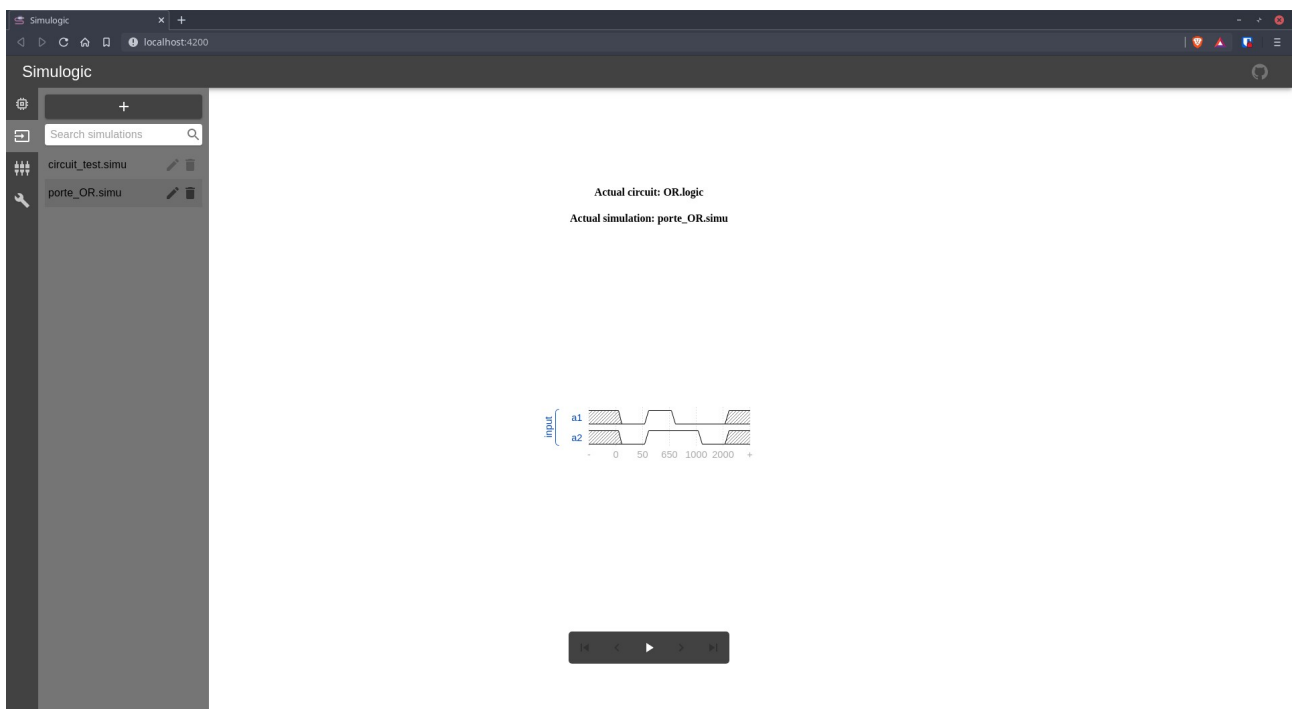 Simulogic
localhost:4200
Simulogic
Search simulations
circuit_test.simu
porte_OR.simu
Actual circuit: OR.logic
Actual simulation: porte_OR.simu
input
a1
a2
- 0 50 650 1000 2000 +